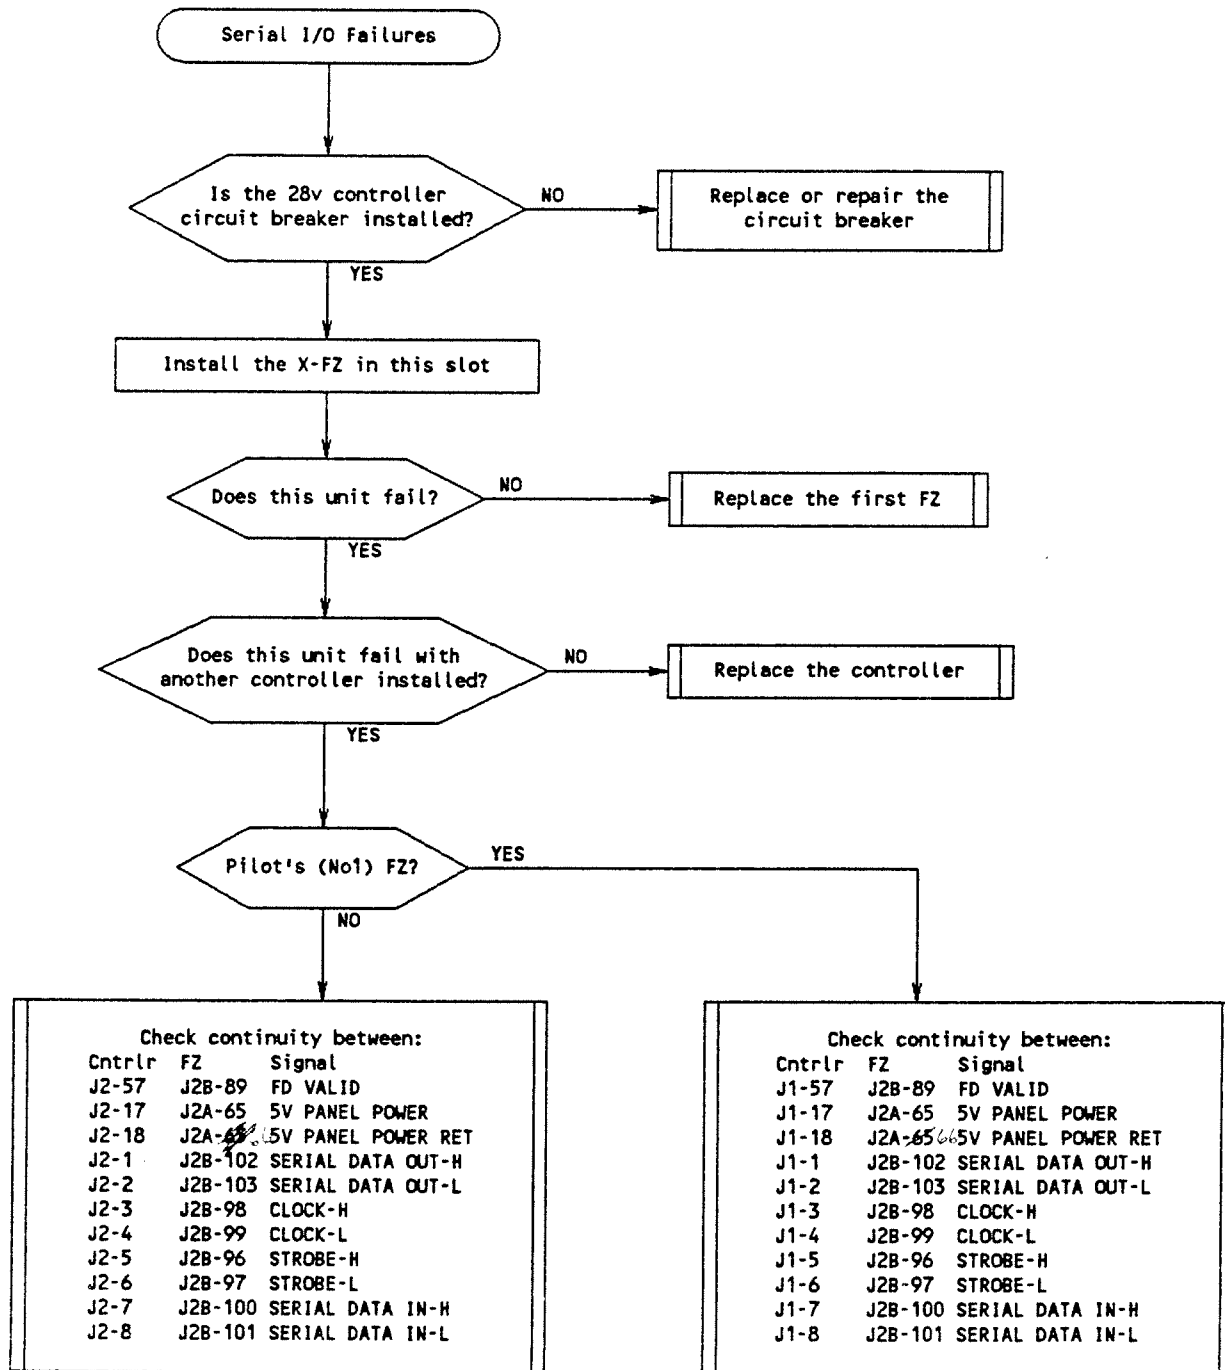 Serial I/O Failures
Is the 28v controller
circuit breaker installed?
NO
Replace or repair the
circuit breaker
YES
Install the X-FZ in this slot
Does this unit fail?
NO
Replace the first FZ
YES
Does this unit fail with
another controller installed?
NO
Replace the controller
YES
Pilot's (No1) FZ?
YES
NO
Check continuity between:
Cntrlr FZ Signal
J2-57 J2B-89 FD VALID
J2-17 J2A-65 5V PANEL POWER
J2-18 J2A- 5V PANEL POWER RET
J2-1 J2B-102 SERIAL DATA OUT-H
J2-2 J2B-103 SERIAL DATA OUT-L
J2-3 J2B-98 CLOCK-H
J2-4 J2B-99 CLOCK-L
J2-5 J2B-96 STROBE-H
J2-6 J2B-97 STROBE-L
J2-7 J2B-100 SERIAL DATA IN-H
J2-8 J2B-101 SERIAL DATA IN-L
Check continuity between:
Cntrlr FZ Signal
J1-57 J2B-89 FD VALID
J1-17 J2A-65 5V PANEL POWER
J1-18 J2A-65 66 5V PANEL POWER RET
J1-1 J2B-102 SERIAL DATA OUT-H
J1-2 J2B-103 SERIAL DATA OUT-L
J1-3 J2B-98 CLOCK-H
J1-4 J2B-99 CLOCK-L
J1-5 J2B-96 STROBE-H
J1-6 J2B-97 STROBE-L
J1-7 J2B-100 SERIAL DATA IN-H
J1-8 J2B-101 SERIAL DATA IN-L